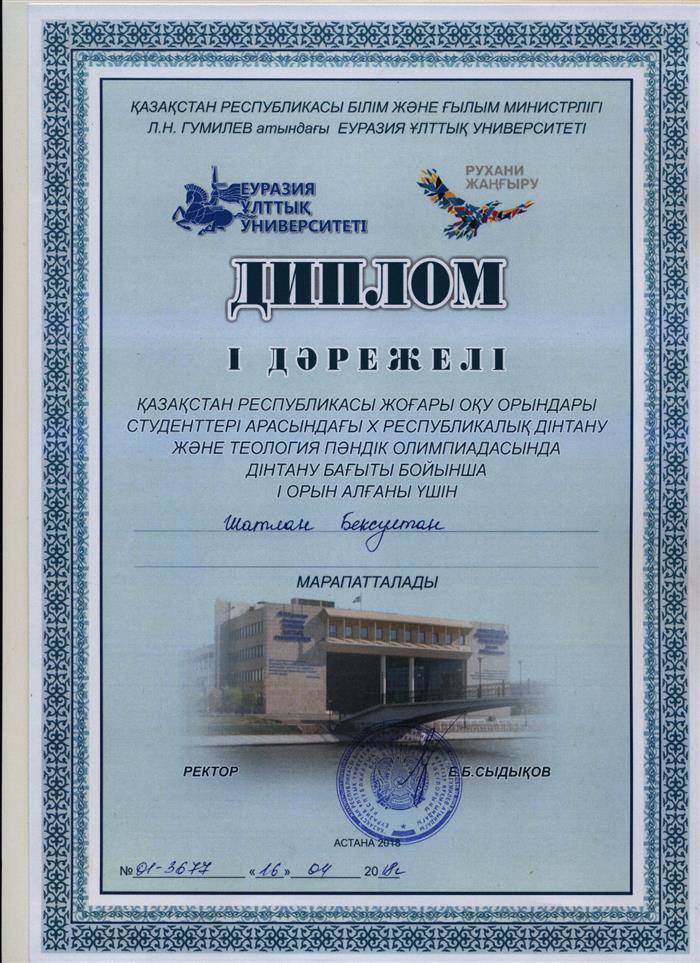 ҚАЗАҚСТАН РЕСПУБЛИКАСЫ БІЛІМ ЖӘНЕ ҒЫЛЫМ МИНИСТРЛІГІ
Л.Н. ГУМИЛЕВ атындағы ЕУРАЗИЯ ҰЛТТЫҚ УНИВЕРСИТЕТІ
ЕУРАЗИЯ
ҰЛТТЫҚ
УНИВЕРСИТЕТІ
РУХАНИ
ЖАҢҒЫРУ
ДИПЛОМ
І ДӘРЕЖЕЛІ
ҚАЗАҚСТАН РЕСПУБЛИКАСЫ ЖОҒАРЫ ОҚУ ОРЫНДАРЫ
СТУДЕНТТЕРІ АРАСЫНДАҒЫ X РЕСПУБЛИКАЛЫҚ ДІНТАНУ
ЖӘНЕ ТЕОЛОГИЯ ПӘНДІК ОЛИМПИАДАСЫНДА
ДІНТАНУ БАҒЫТЫ БОЙЫНША
І ОРЫН АЛҒАНЫ ҮШІН
Шатлан Бексултан
МАРАПАТТАЛАДЫ
РЕКТОР Е.Б.СЫДЫҚОВ
АСТАНА 2018
№ 01-3677 « 16 » 04 2018г